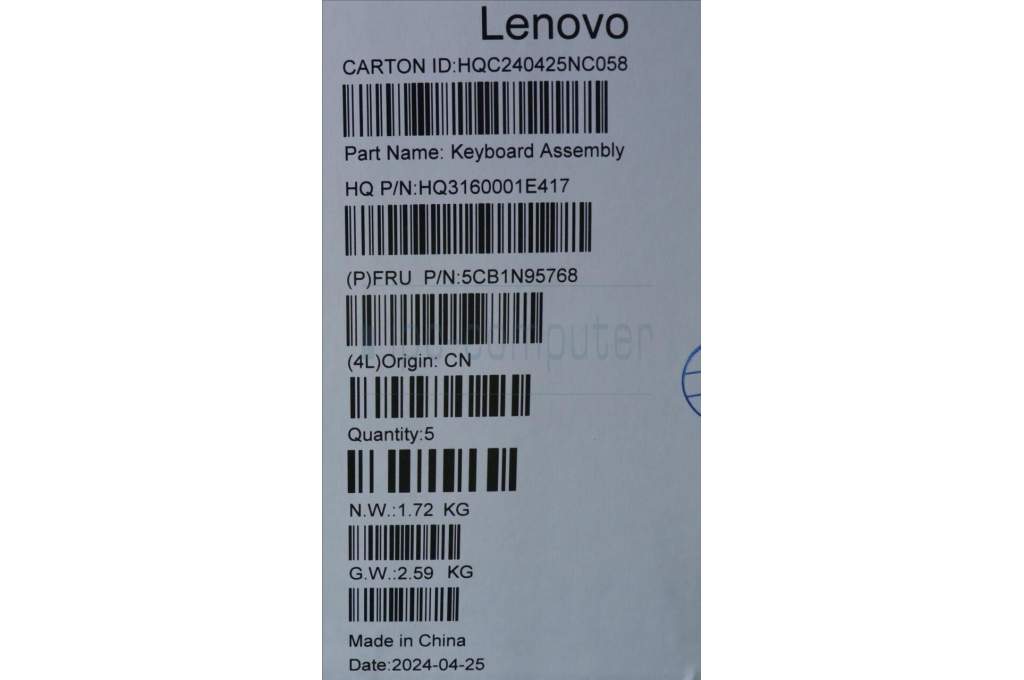 Lenovo
CARTON ID:HQC240425NC058
Part Name: Keyboard Assembly
HQ P/N:HQ3160001E417
(P)FRU P/N:5CB1N95768
computer
(4L)Origin: CN
Quantity:5
N.W.:1.72 KG
G.W.:2.59 KG
Made in China
Date:2024-04-25